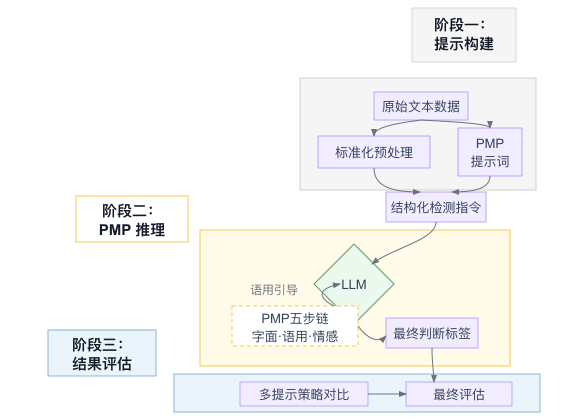 阶段一：
提示构建
原始文本数据
标准化预处理
PMP
提示词
结构化检测指令
阶段二：
PMP 推理
LLM
语用引导
PMP五步链
字面·语用·情感
最终判断标签
阶段三：
结果评估
多提示策略对比
最终评估